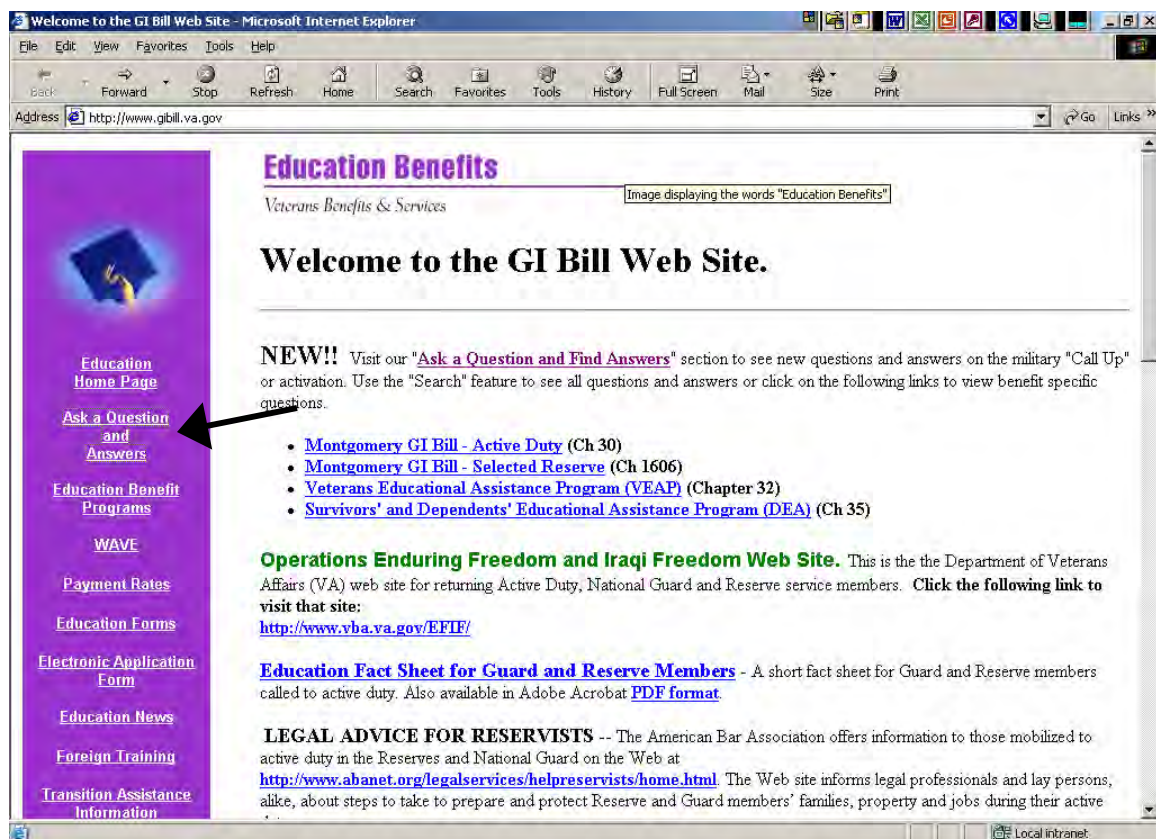 Welcome to the GI Bill Web Site - Microsoft Internet Explorer
File Edit View Favorites Tools Help
Back Forward Stop Refresh Home Search Favorites Tools History Full Screen Mail Size Print
Address http://www.gibill.va.gov Go Links »
Education Benefits
Image displaying the words "Education Benefits"
Veterans Benefits & Services
Welcome to the GI Bill Web Site.
Education
Home Page
Ask a Question
and
Answers
Education Benefit
Programs
WAVE
Payment Rates
Education Forms
Electronic Application
Form
Education News
Foreign Training
Transition Assistance
Information
NEW!! Visit our "Ask a Question and Find Answers" section to see new questions and answers on the military "Call Up"
or activation. Use the "Search" feature to see all questions and answers or click on the following links to view benefit specific
questions.
• Montgomery GI Bill - Active Duty (Ch 30)
• Montgomery GI Bill - Selected Reserve (Ch 1606)
• Veterans Educational Assistance Program (VEAP) (Chapter 32)
• Survivors' and Dependents' Educational Assistance Program (DEA) (Ch 35)
Operations Enduring Freedom and Iraqi Freedom Web Site. This is the the Department of Veterans
Affairs (VA) web site for returning Active Duty, National Guard and Reserve service members. Click the following link to
visit that site:
http://www.vba.va.gov/EFIF/
Education Fact Sheet for Guard and Reserve Members - A short fact sheet for Guard and Reserve members
called to active duty. Also available in Adobe Acrobat PDF format.
LEGAL ADVICE FOR RESERVISTS -- The American Bar Association offers information to those mobilized to
active duty in the Reserves and National Guard on the Web at
http://www.abanet.org/legalservices/helpreservists/home.html. The Web site informs legal professionals and lay persons,
alike, about steps to take to prepare and protect Reserve and Guard members' families, property and jobs during their active
Local intranet